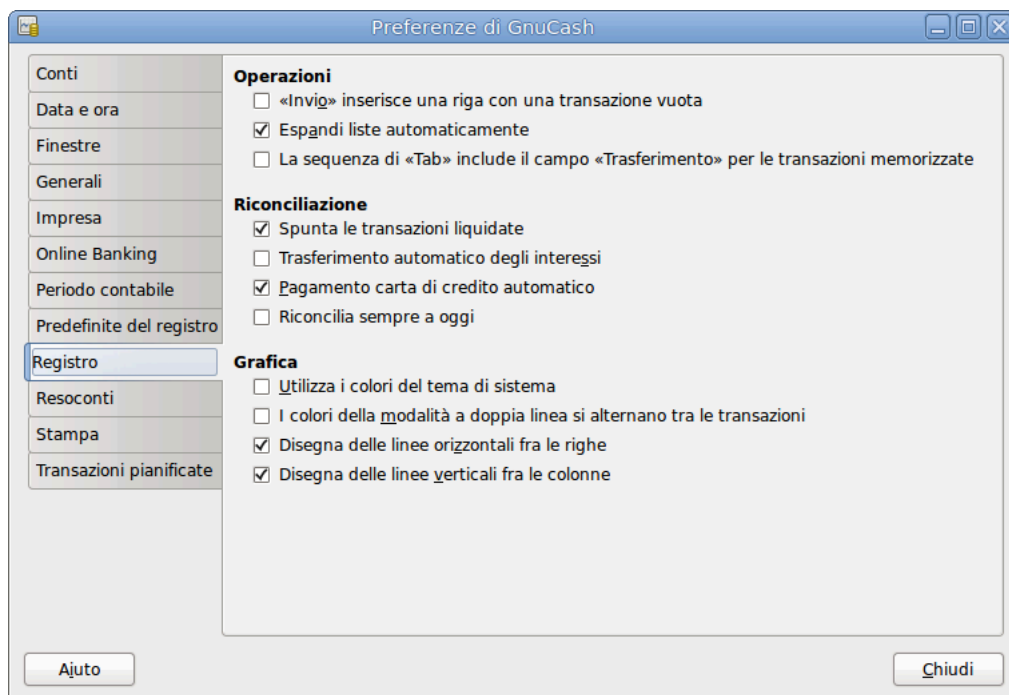 Preferenze di GnuCash
Conti
Data e ora
Finestre
Generali
Impresa
Online Banking
Periodo contabile
Predefinite del registro
Registro
Resoconti
Stampa
Transazioni pianificate
Operazioni
«Invio» inserisce una riga con una transazione vuota
Espandi liste automaticamente
La sequenza di «Tab» include il campo «Trasferimento» per le transazioni memorizzate
Riconciliazione
Spunta le transazioni liquidate
Trasferimento automatico degli interessi
Pagamento carta di credito automatico
Riconcilia sempre a oggi
Grafica
Utilizza i colori del tema di sistema
I colori della modalità a doppia linea si alternano tra le transazioni
Disegna delle linee orizzontali fra le righe
Disegna delle linee verticali fra le colonne
Aiuto
Chiudi